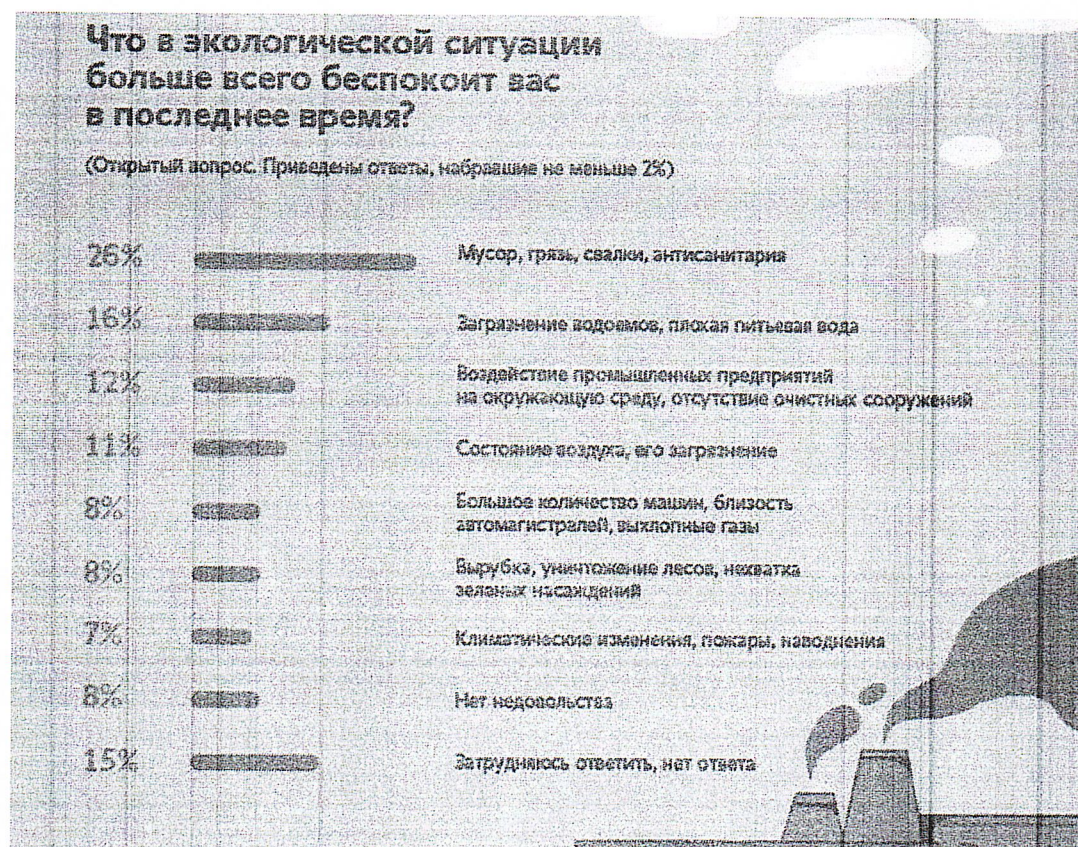 Что в экологической ситуации
больше всего беспокоит вас
в последнее время?
(Открытый вопрос. Приведены ответы, набравшие не меньше 2%)
26% Мусор, грязь, свалки, антисанитария
16% Загрязнение водоемов, плохая питьевая вода
12% Воздействие промышленных предприятий
на окружающую среду, отсутствие очистных сооружений
11% Состояние воздуха, его загрязнение
8% Большое количество машин, близость
автомагистралей, выхлопные газы
8% Вырубка, уничтожение лесов, нехватка
зеленых насаждений
7% Климатические изменения, пожары, наводнения
8% Нет недовольства
15% Затрудняюсь ответить, нет ответа